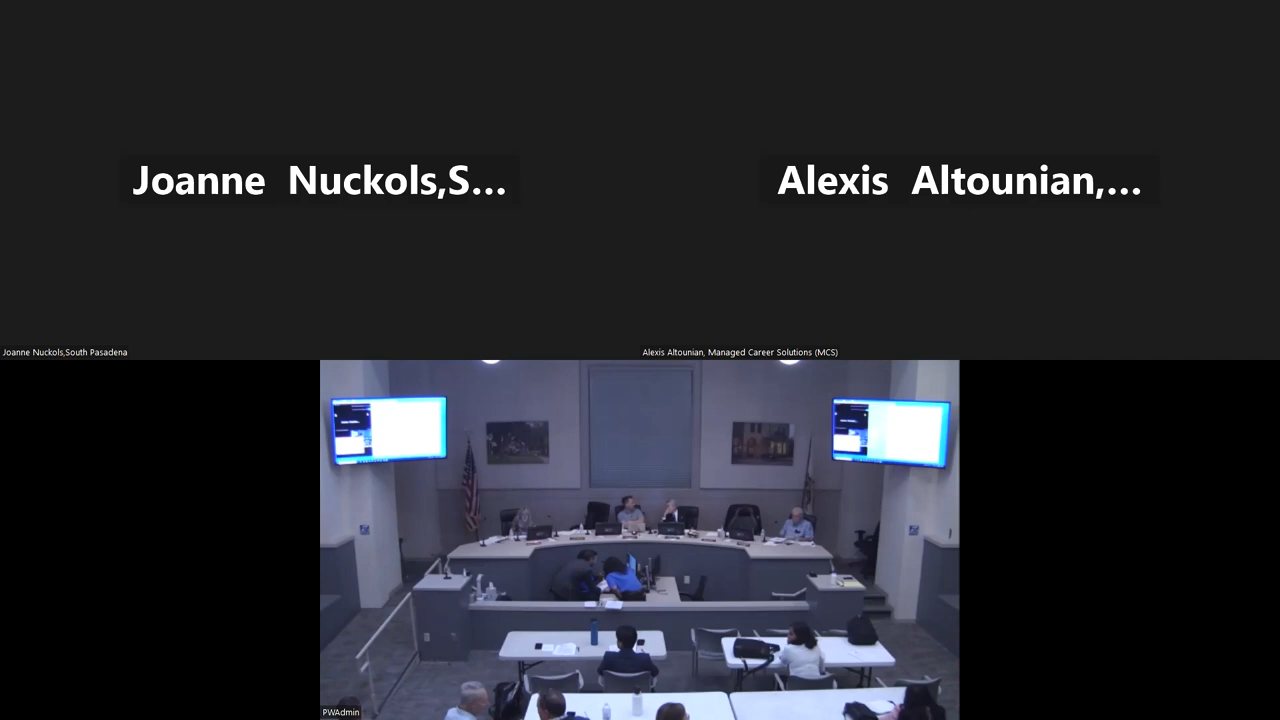 Joanne  Nuckols,S...
Alexis  Altounian,...
Joanne Nuckols,South Pasadena
Alexis Altounian, Managed Career Solutions (MCS)
PWAdmin